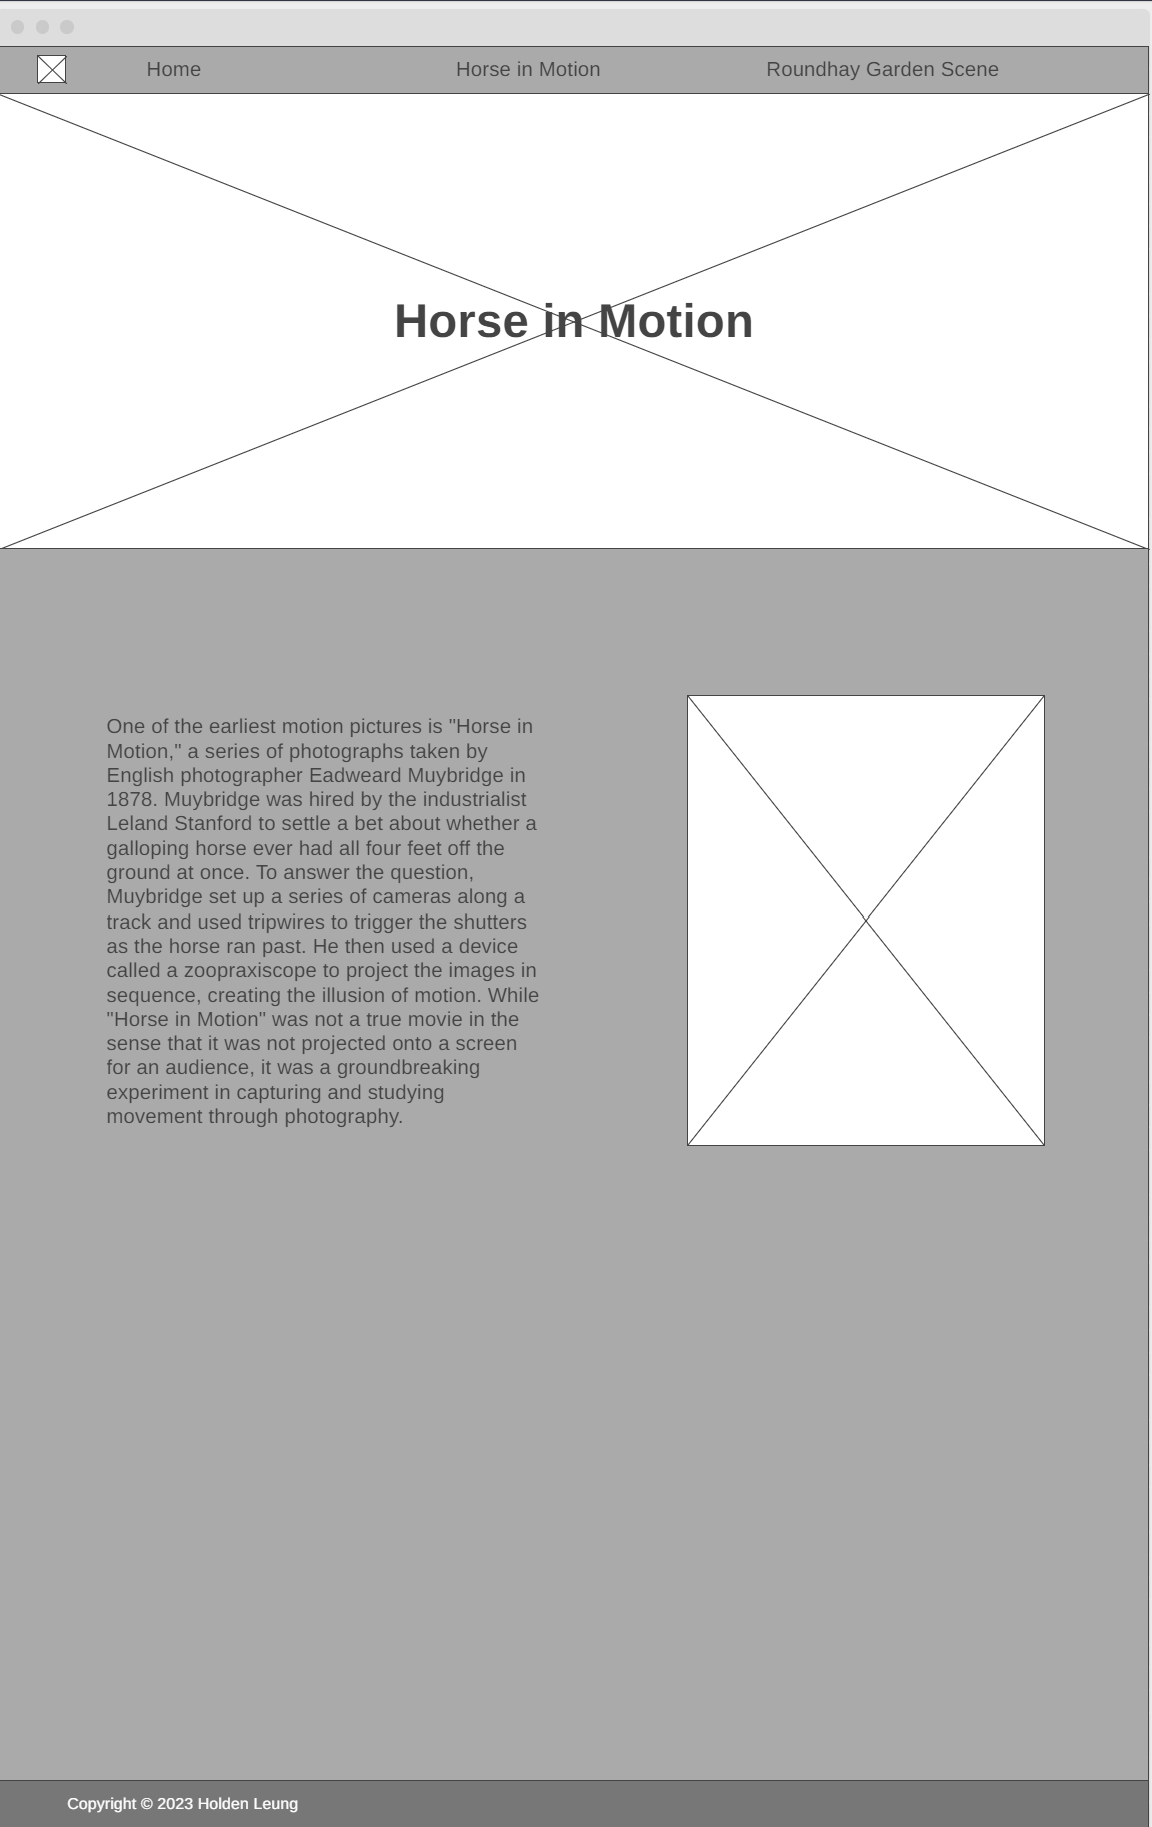 Home Horse in Motion Roundhay Garden Scene
Horse in Motion
One of the earliest motion pictures is "Horse in
Motion," a series of photographs taken by
English photographer Eadweard Muybridge in
1878. Muybridge was hired by the industrialist
Leland Stanford to settle a bet about whether a
galloping horse ever had all four feet off the
ground at once. To answer the question,
Muybridge set up a series of cameras along a
track and used tripwires to trigger the shutters
as the horse ran past. He then used a device
called a zoopraxiscope to project the images in
sequence, creating the illusion of motion. While
"Horse in Motion" was not a true movie in the
sense that it was not projected onto a screen
for an audience, it was a groundbreaking
experiment in capturing and studying
movement through photography.
Copyright © 2023 Holden Leung